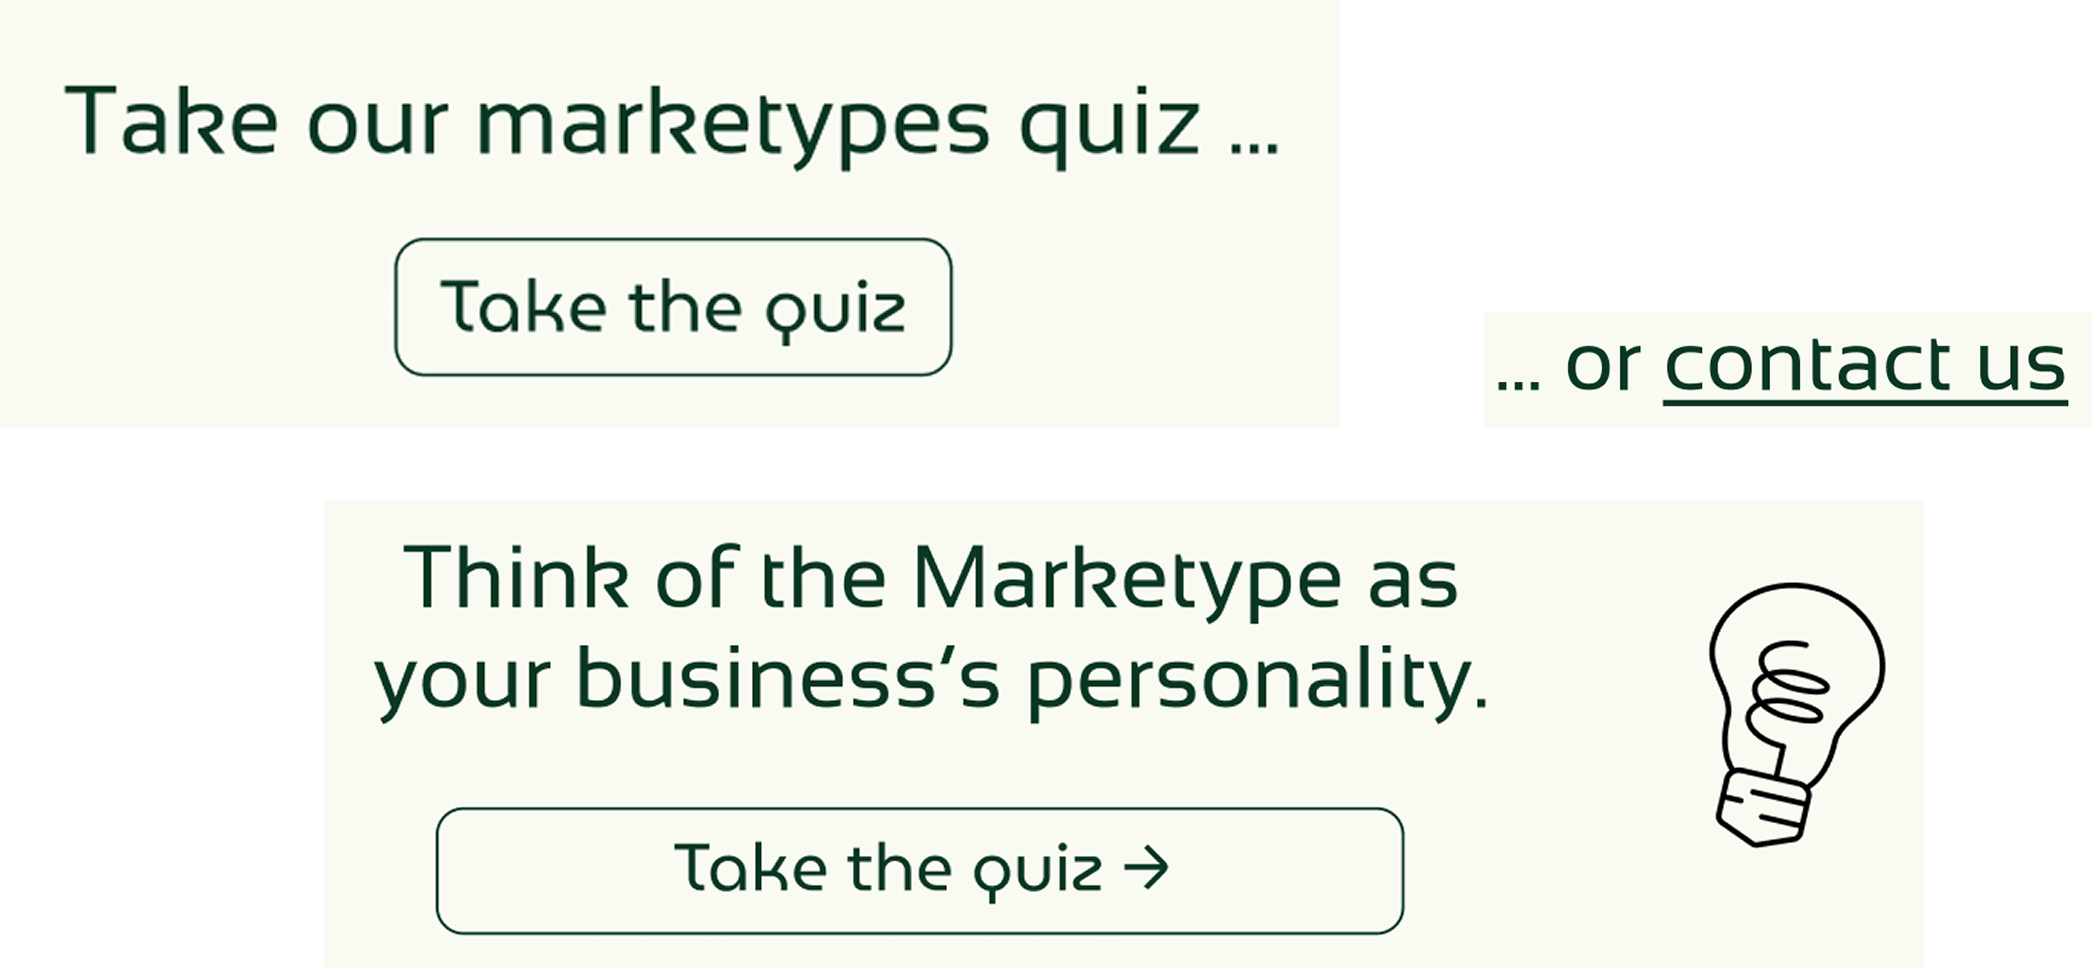 Take our marketypes quiz ...
Take the quiz
... or contact us
Think of the Marketype as
your business’s personality.
Take the quiz →